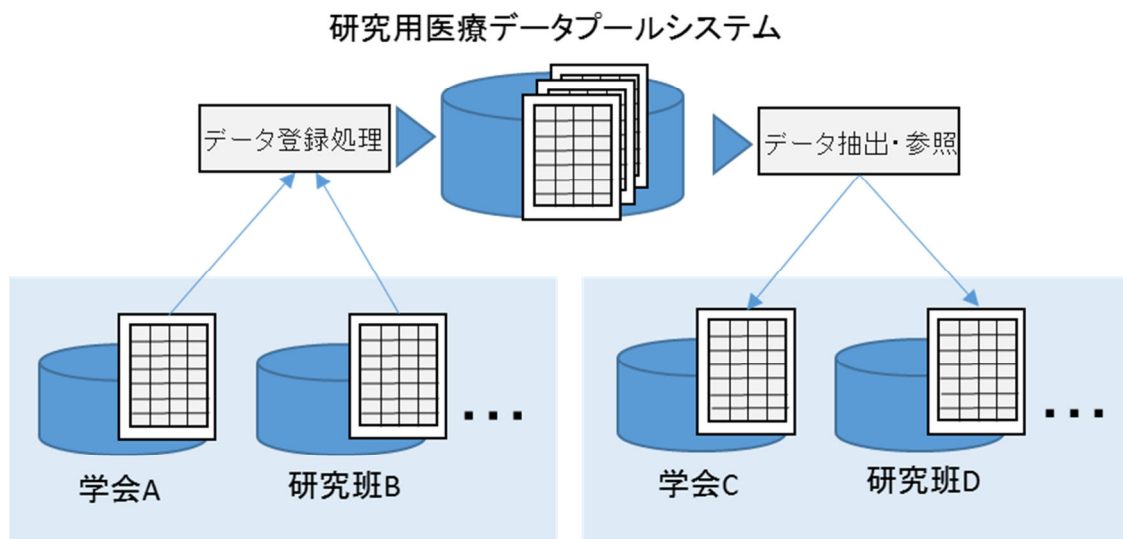 研究用医療データプールシステム
データ登録処理
データ抽出・参照
学会A
研究班B
・・・
学会C
研究班D
・・・